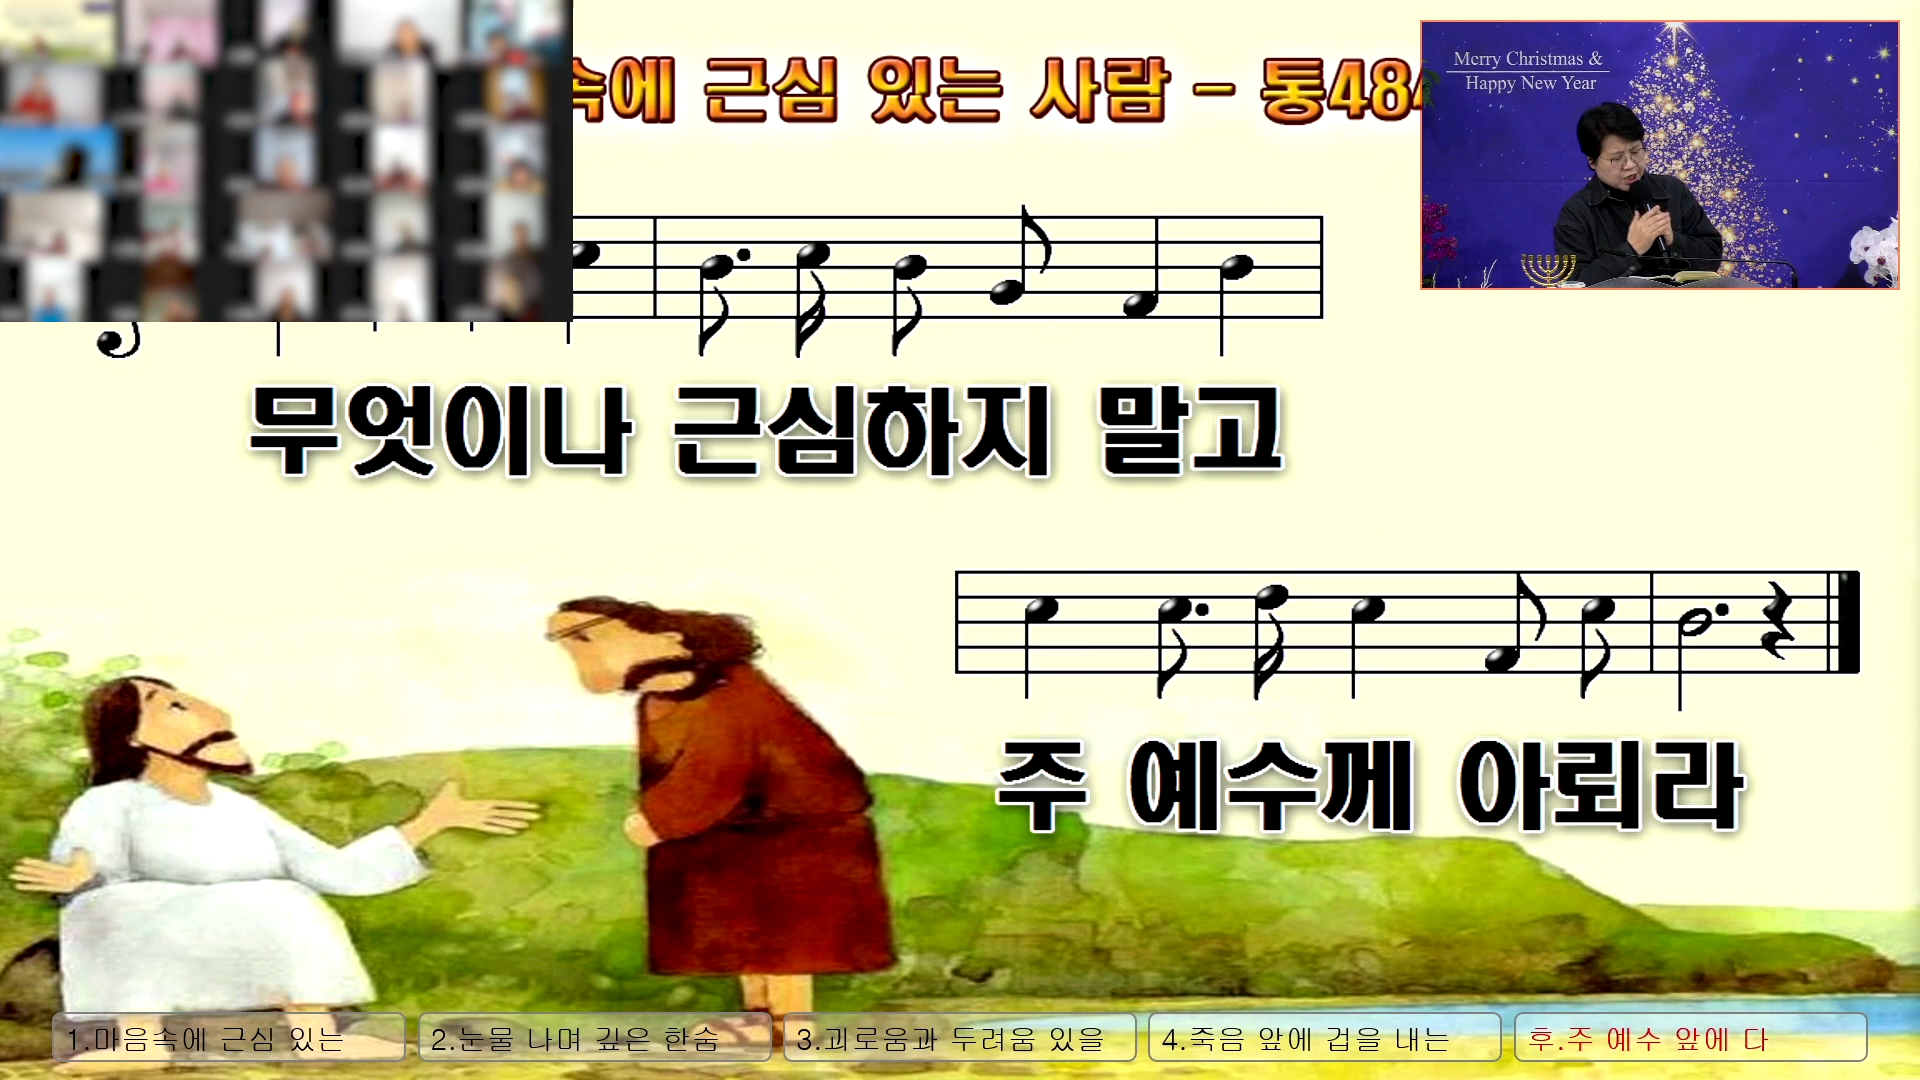 속에 근심 있는 사람 - 통484
Merry Christmas &
Happy New Year
무엇이나 근심하지 말고
주 예수께 아뢰라
1.마음속에 근심 있는
2.눈물 나며 깊은 한숨
3.괴로움과 두려움 있을
4.죽음 앞에 겁을 내는
후.주 예수 앞에 다